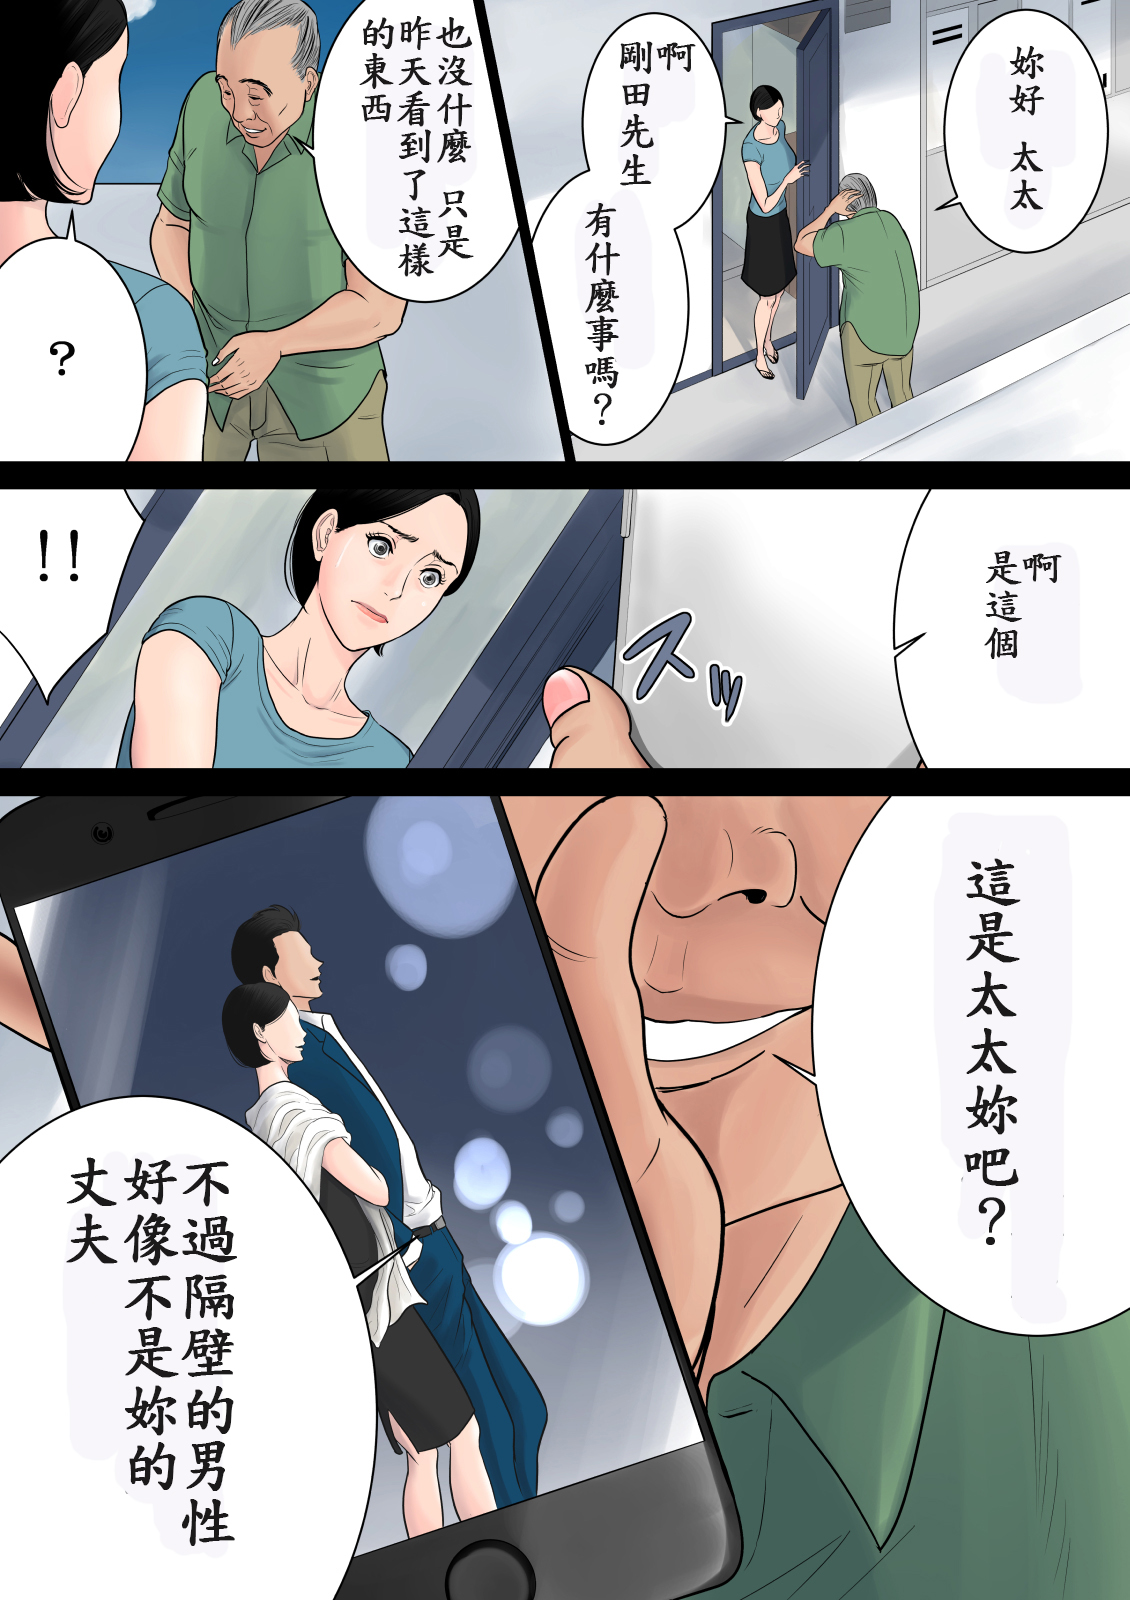 妳好 太太
啊
剛田先生
有什麼事嗎？
也沒什麼 只是
昨天看到了這樣
的東西
？
啊
是這個
スッ
！！
這是太太妳吧？
不過隔壁的男性
好像不是妳的
丈夫